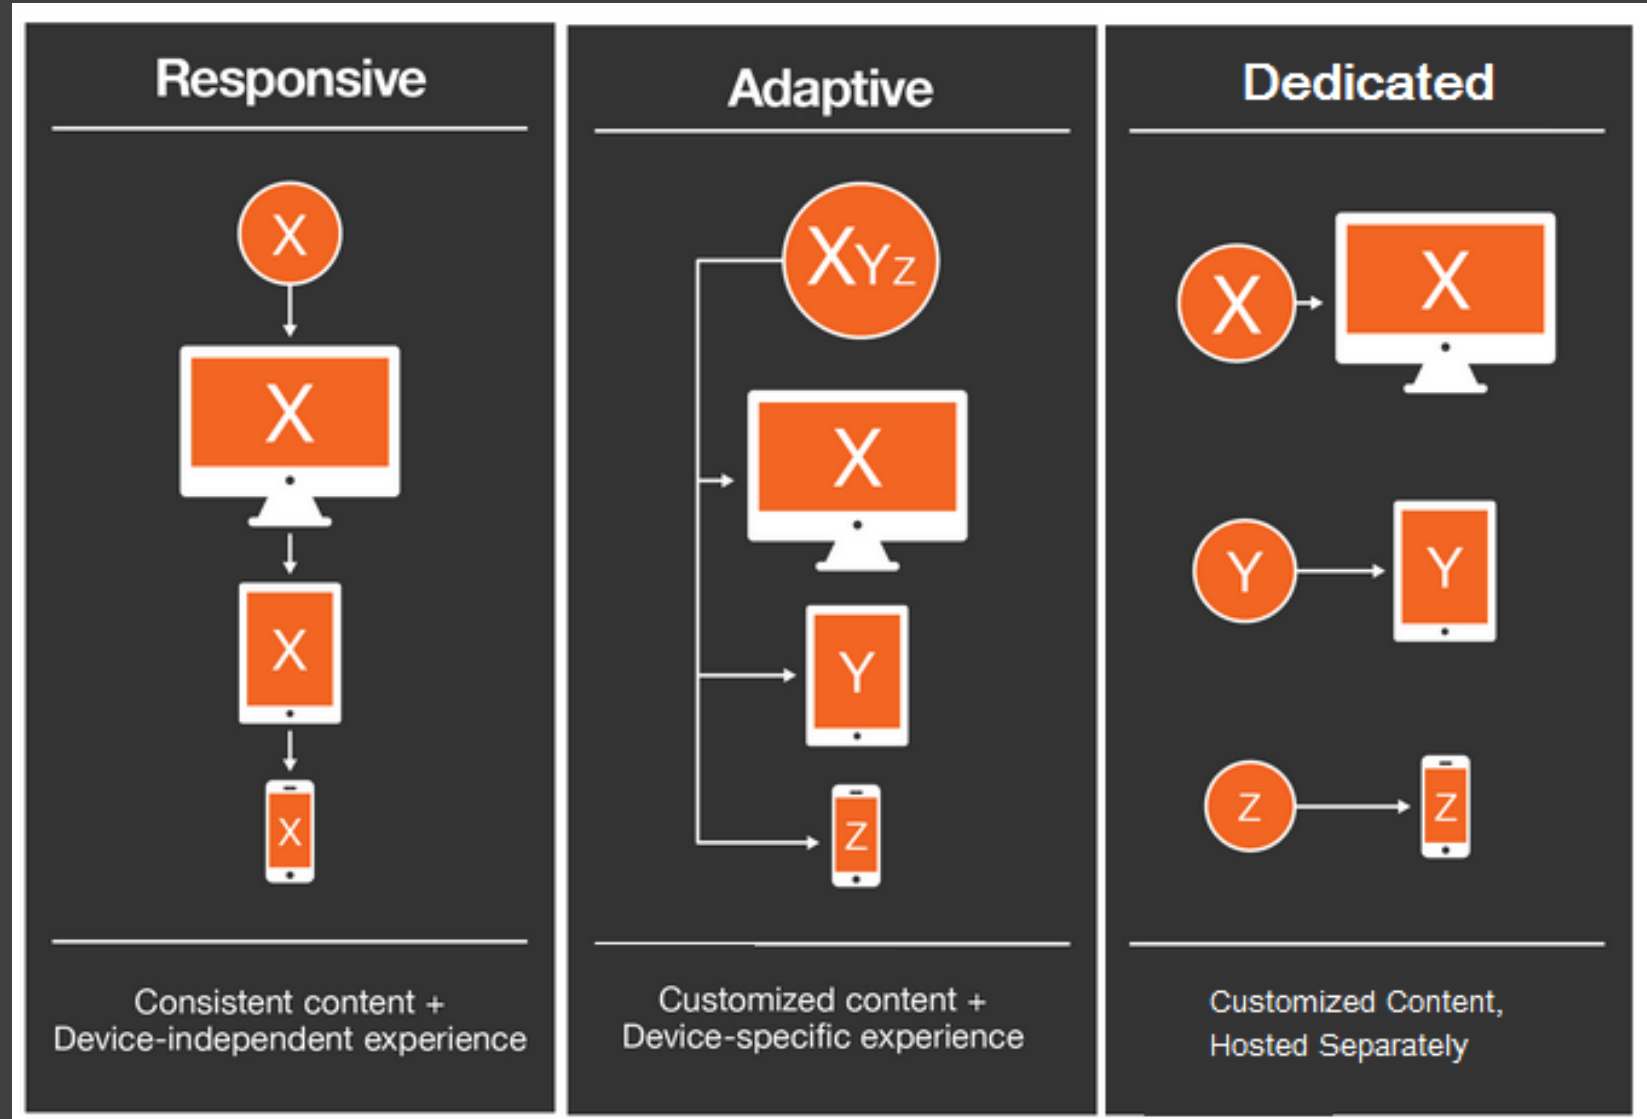 Responsive
X
X
X
X
Consistent content +
Device-independent experience
Adaptive
XYZ
X
Y
Z
Customized content +
Device-specific experience
Dedicated
X
X
Y
Y
Z
Z
Customized Content,
Hosted Separately